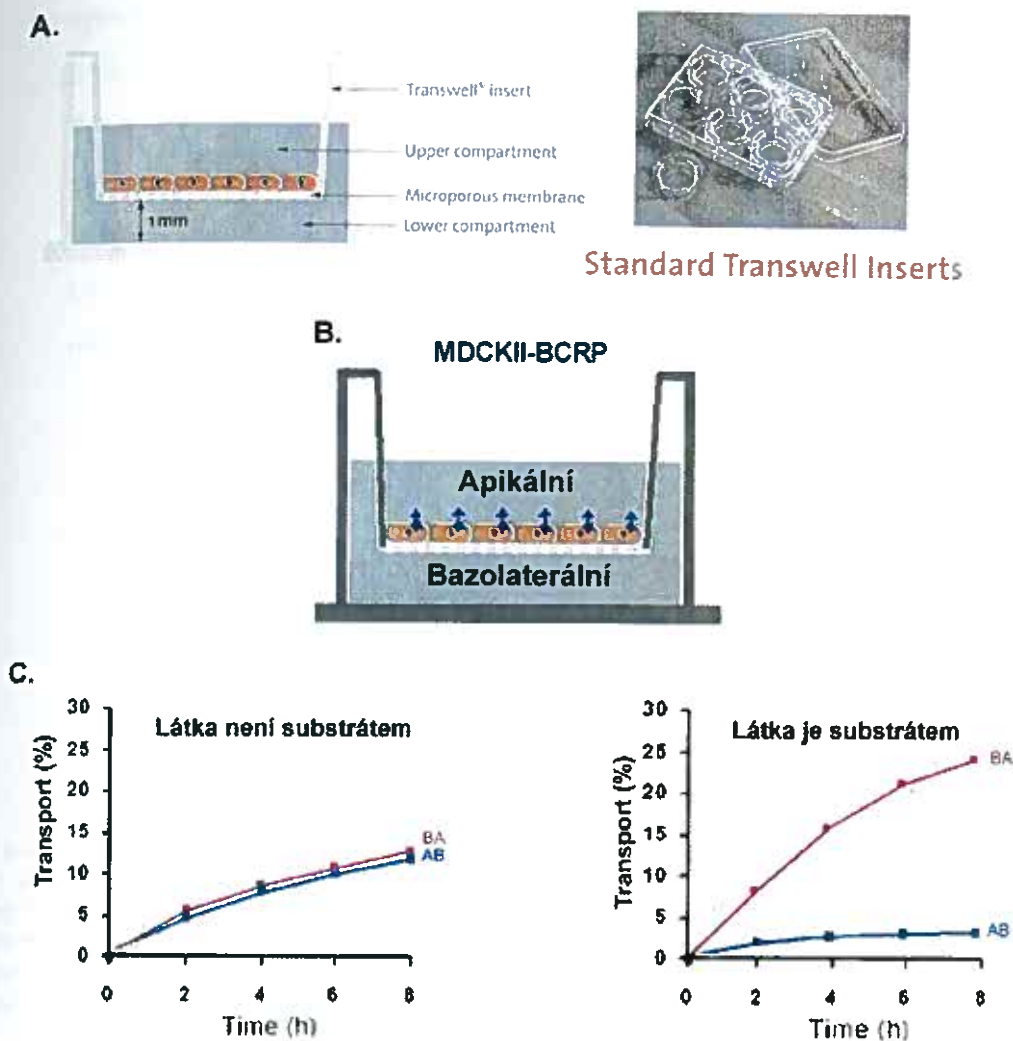 A.
Transwell® insert
Upper compartment
Microporous membrane
Lower compartment
1 mm
Standard Transwell Inserts
B.
MDCKII-BCRP
Apikální
Bazolaterální
C.
Látka není substrátem
Transport (%)
30
25
20
15
10
5
0
BA
AB
0 2 4 6 8
Time (h)
Látka je substrátem
Transport (%)
30
25
20
15
10
5
0
BA
AB
0 2 4 6 8
Time (h)